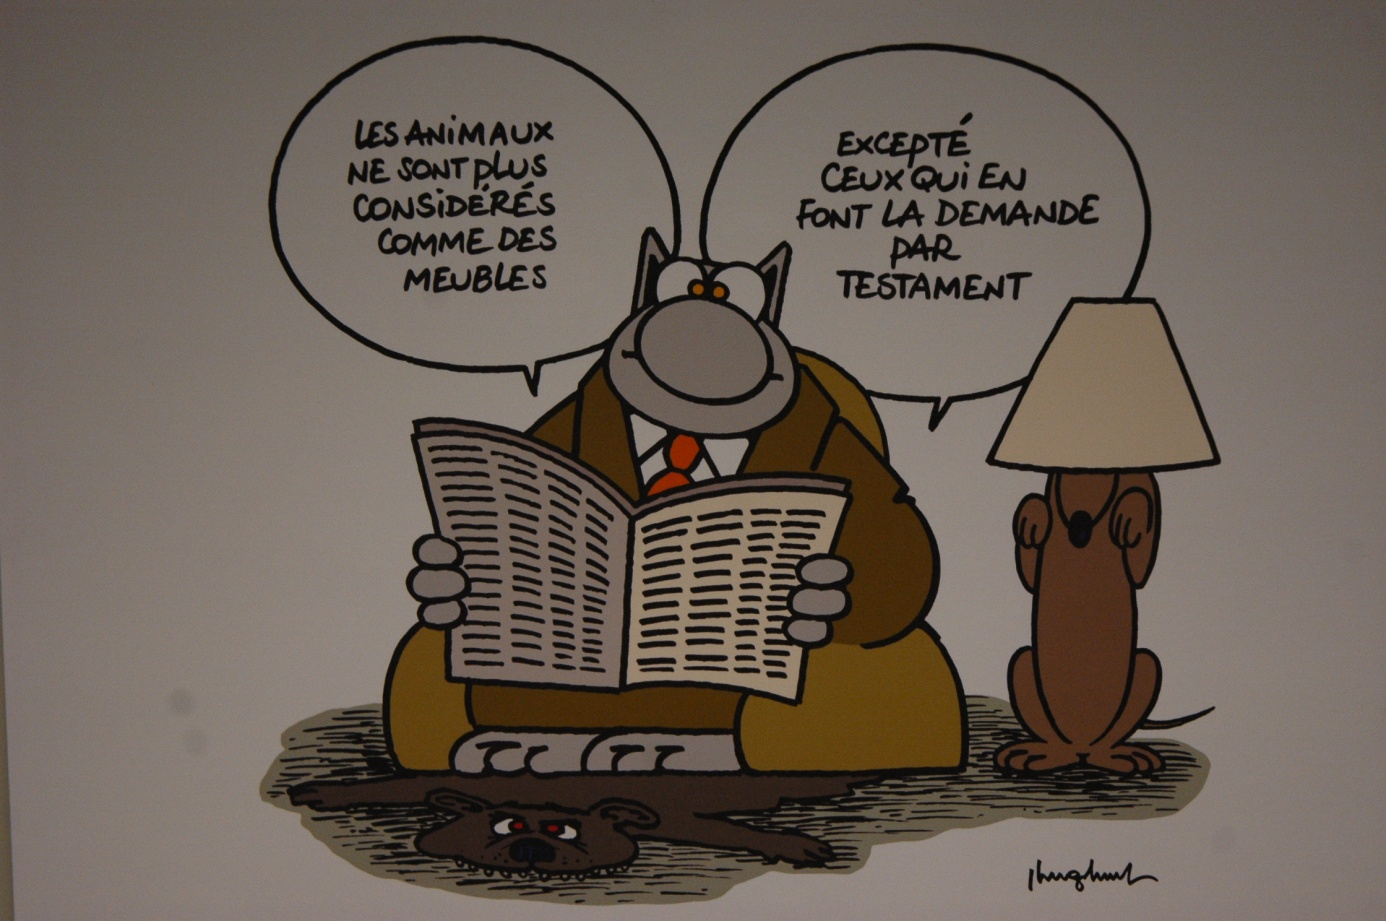 LES ANIMAUX
NE SONT PLUS
CONSIDÉRÉS
COMME DES
MEUBLES
EXCEPTÉ
CEUX QUI EN
FONT LA DEMANDE
PAR
TESTAMENT